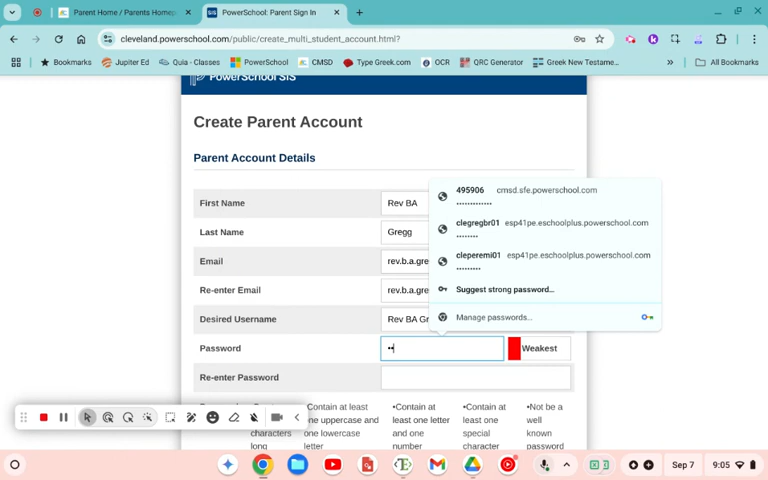 Parent Home / Parents Homep
PowerSchool: Parent Sign In
cleveland.powerschool.com/public/create_multi_student_account.html?
Bookmarks
Jupiter Ed
Quia - Classes
PowerSchool
CMSD
Type Greek.com
OCR
QRC Generator
Greek New Testame...
All Bookmarks
PowerSchool SIS
Create Parent Account
Parent Account Details
First Name
Rev BA
Last Name
Gregg
Email
rev.b.a.gre
Re-enter Email
rev.b.a.gre
Desired Username
Rev BA Gr
Password
Weakest
Re-enter Password
495906 cmsd.sfe.powerschool.com
clegregbr01 esp41pe.eschoolplus.powerschool.com
cleperemi01 esp41pe.eschoolplus.powerschool.com
Suggest strong password...
Manage passwords...
characters
long
•Contain at least
one uppercase and
one lowercase
letter
•Contain at
least one letter
and one
number
•Contain at
least one
special
character
•Not be a
well
known
password
Sep 7
9:05